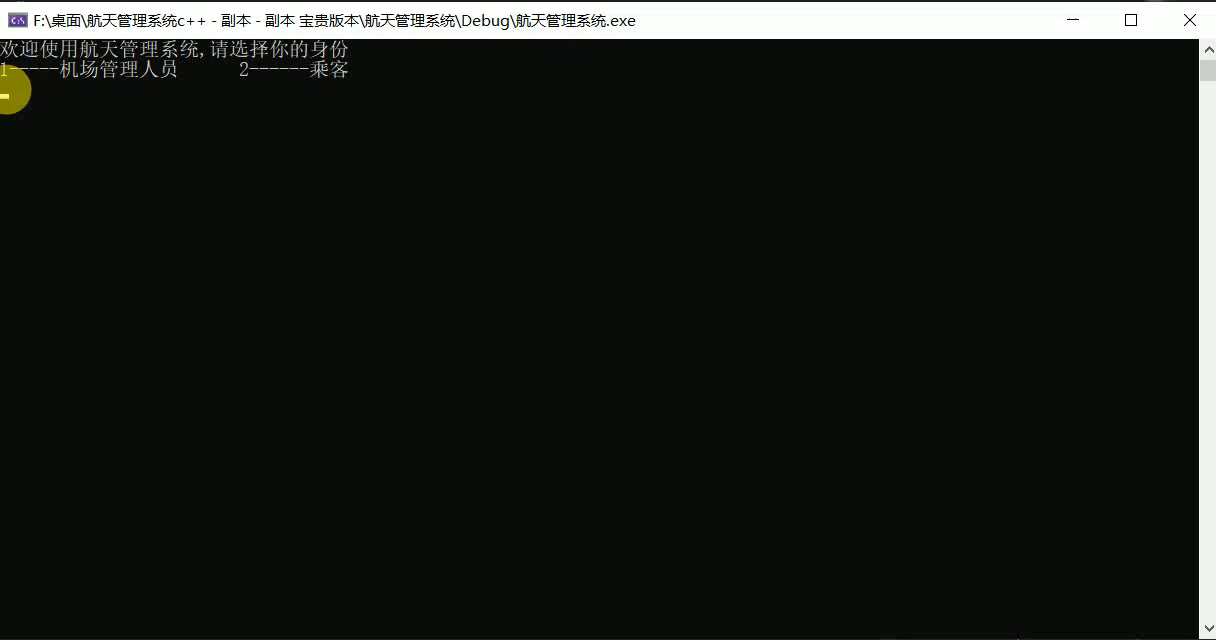 F:\桌面\航天管理系统c++ - 副本 - 副本 宝贵版本\航天管理系统\Debug\航天管理系统.exe
欢迎使用航天管理系统,请选择你的身份
1-----机场管理人员      2------乘客